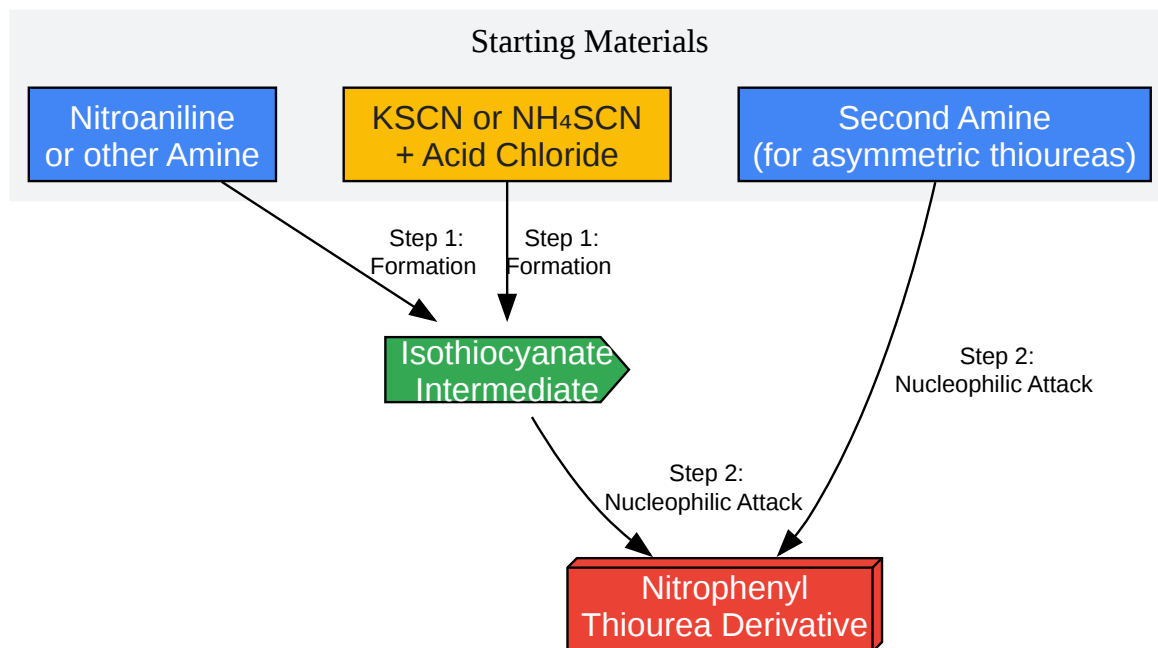 Starting Materials
Nitroaniline
or other Amine
KSCN or NH₄SCN
+ Acid Chloride
Second Amine
(for asymmetric thioureas)
Step 1:
Formation
Step 1:
Formation
Isothiocyanate
Intermediate
Step 2:
Nucleophilic Attack
Step 2:
Nucleophilic Attack
Nitrophenyl
Thiourea Derivative